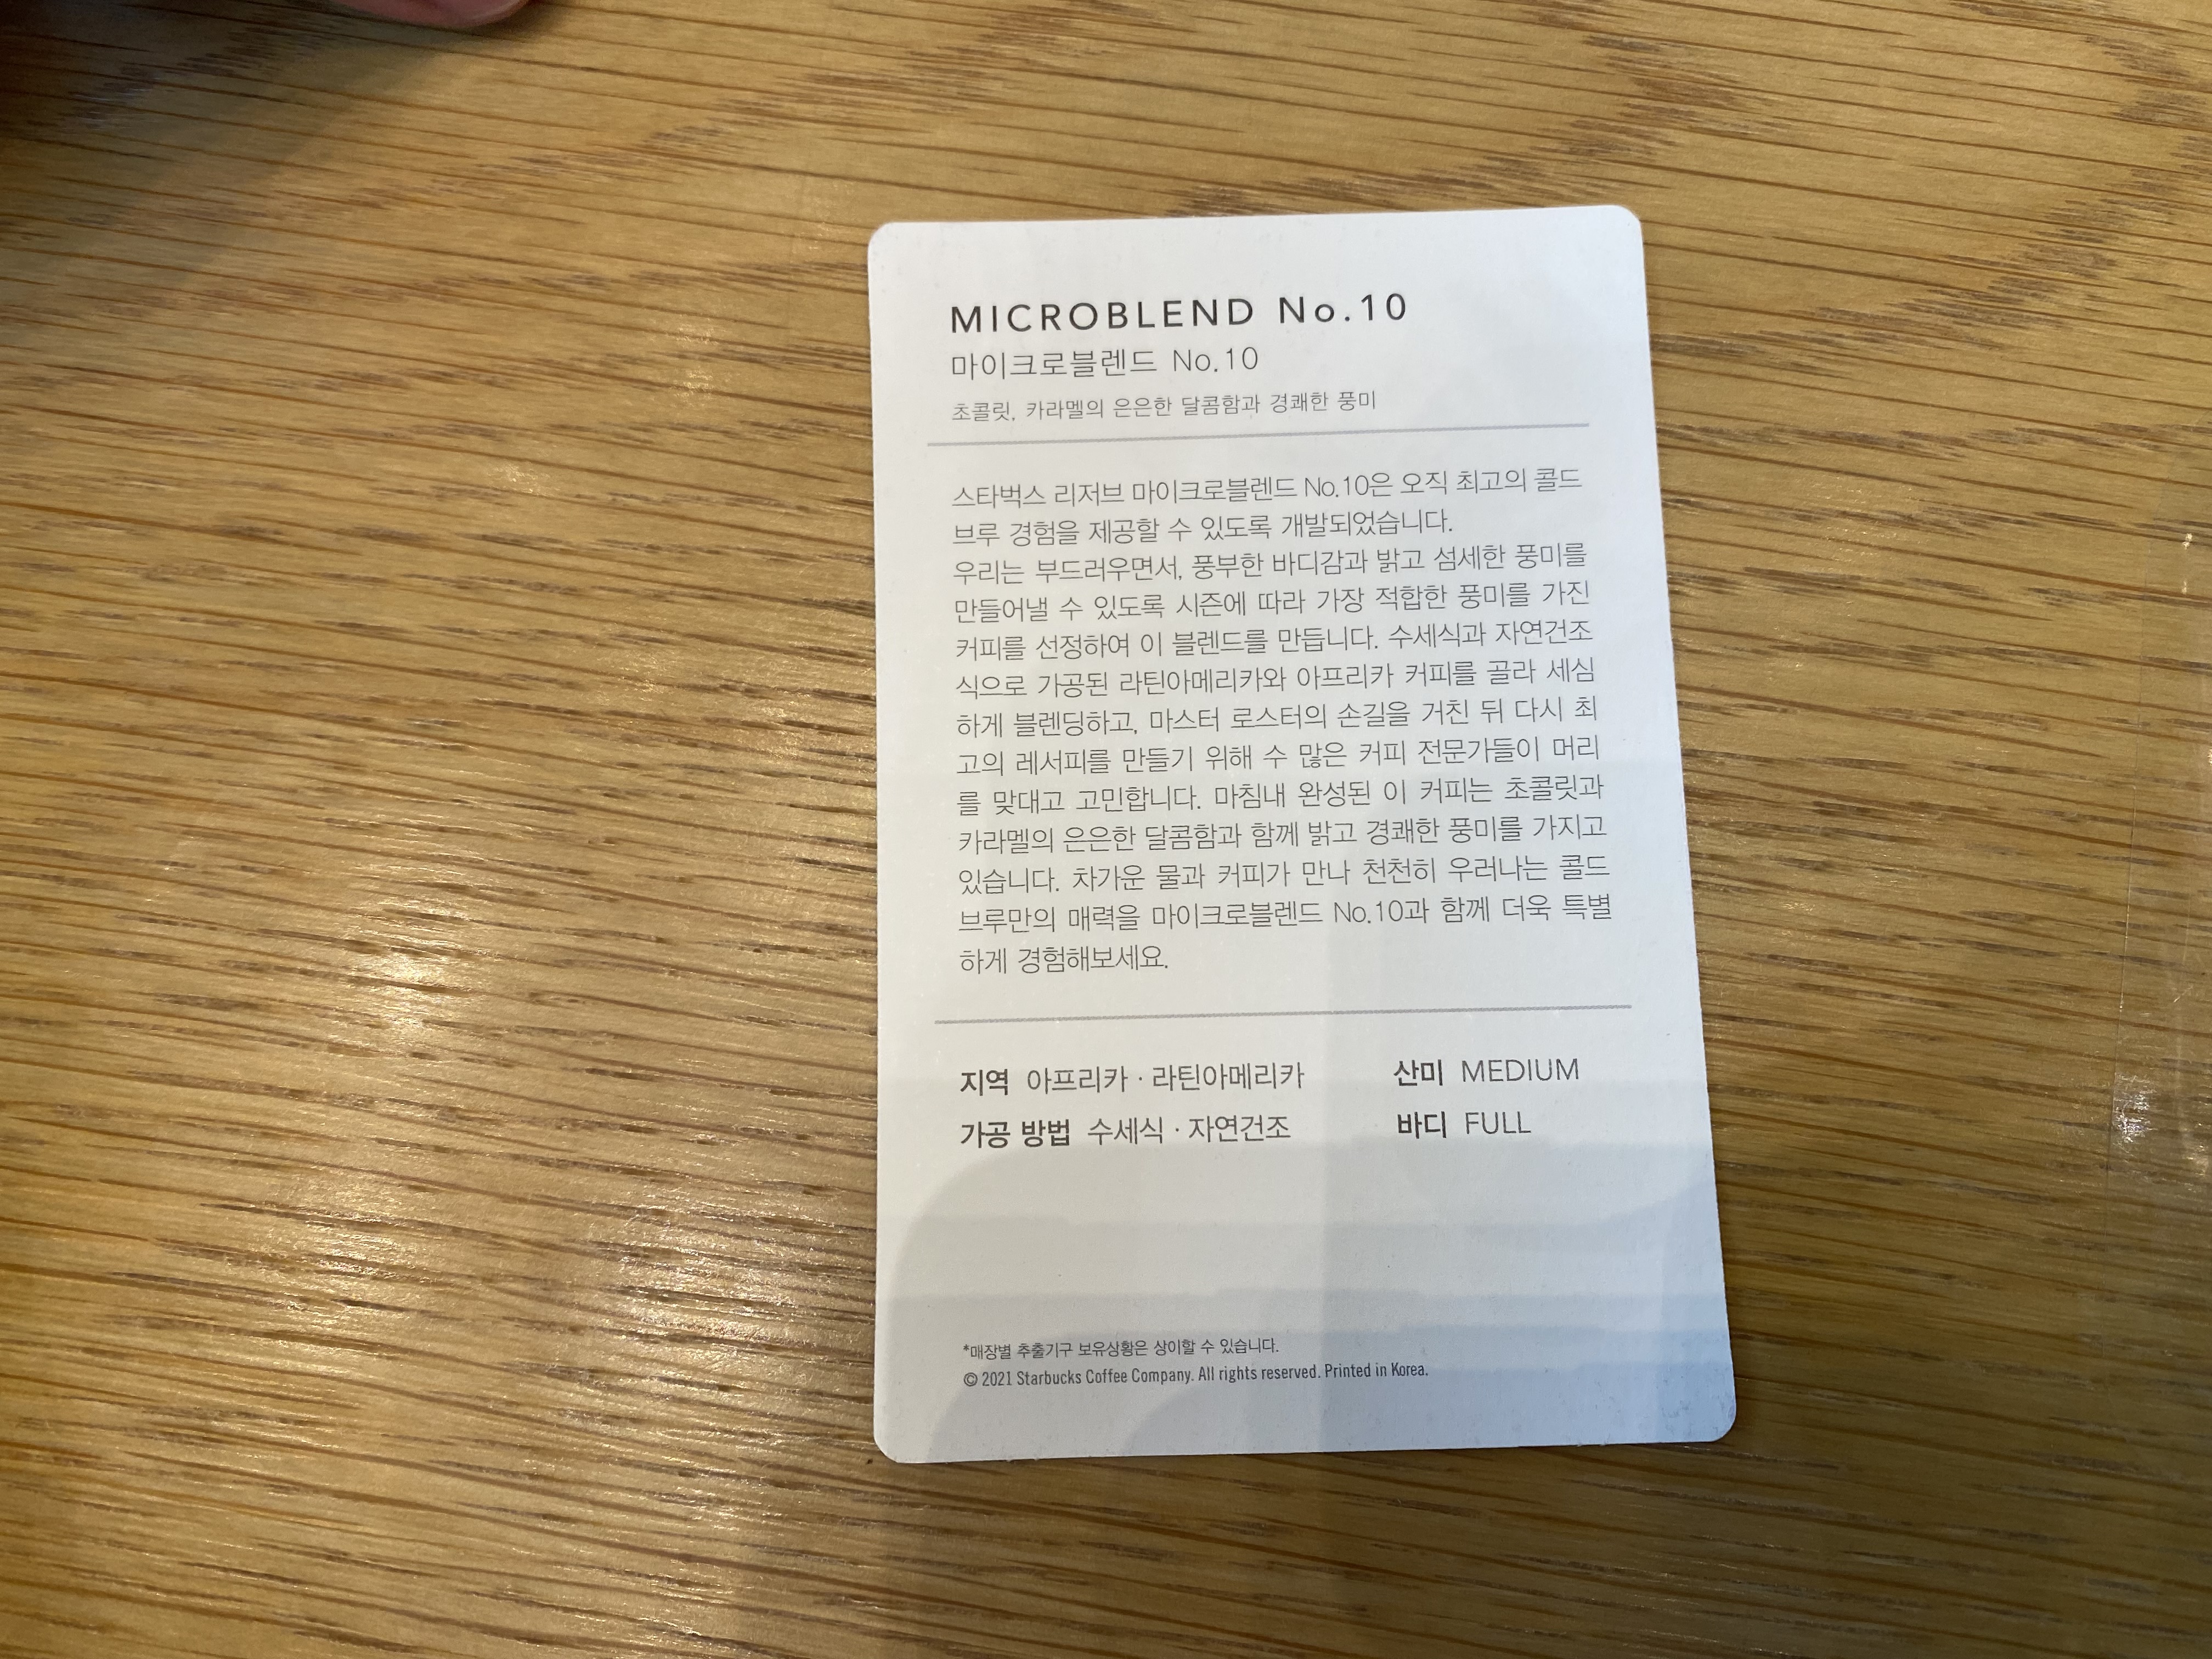 MICROBLEND No.10
마이크로블렌드 No.10
초콜릿, 카라멜의 은은한 달콤함과 경쾌한 풍미
스타벅스 리저브 마이크로블렌드 No.10은 오직 최고의 콜드
브루 경험을 제공할 수 있도록 개발되었습니다.
우리는 부드러우면서, 풍부한 바디감과 밝고 섬세한 풍미를
만들어낼 수 있도록 시즌에 따라 가장 적합한 풍미를 가진
커피를 선정하여 이 블렌드를 만듭니다. 수세식과 자연건조
식으로 가공된 라틴아메리카와 아프리카 커피를 골라 세심
하게 블렌딩하고, 마스터 로스터의 손길을 거친 뒤 다시 최
고의 레서피를 만들기 위해 수 많은 커피 전문가들이 머리
를 맞대고 고민합니다. 마침내 완성된 이 커피는 초콜릿과
카라멜의 은은한 달콤함과 함께 밝고 경쾌한 풍미를 가지고
있습니다. 차가운 물과 커피가 만나 천천히 우러나는 콜드
브루만의 매력을 마이크로블렌드 No.10과 함께 더욱 특별
하게 경험해보세요.
지역 아프리카 · 라틴아메리카 산미 MEDIUM
가공 방법 수세식 · 자연건조 바디 FULL
*매장별 추출기구 보유상황은 상이할 수 있습니다.
© 2021 Starbucks Coffee Company. All rights reserved. Printed in Korea.